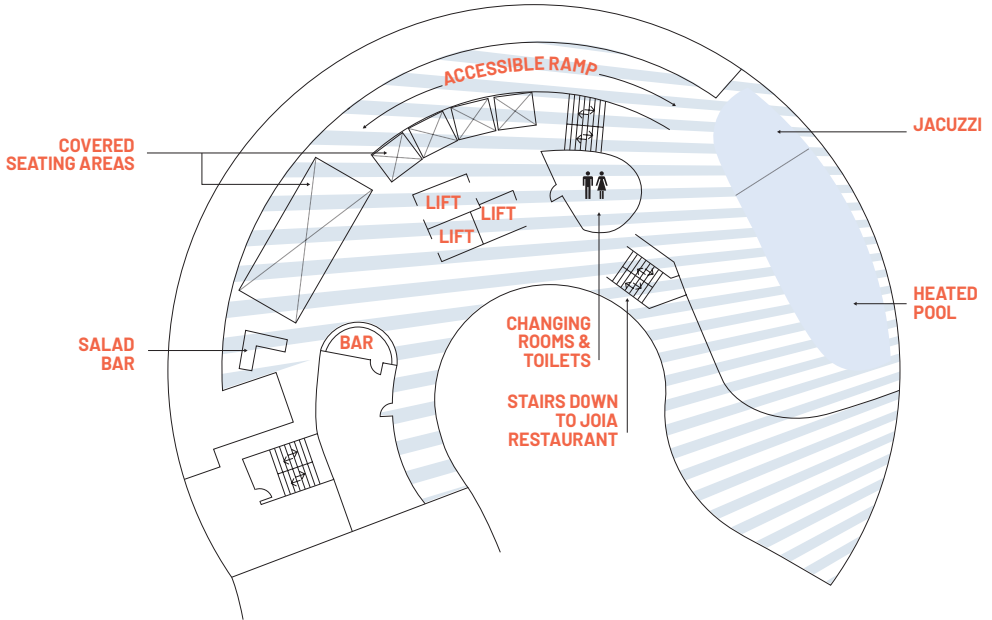 ACCESSIBLE RAMP
JACUZZI
COVERED
SEATING AREAS
LIFT
LIFT
LIFT
HEATED
POOL
SALAD
BAR
BAR
CHANGING
ROOMS &
TOILETS
STAIRS DOWN
TO JOIA
RESTAURANT